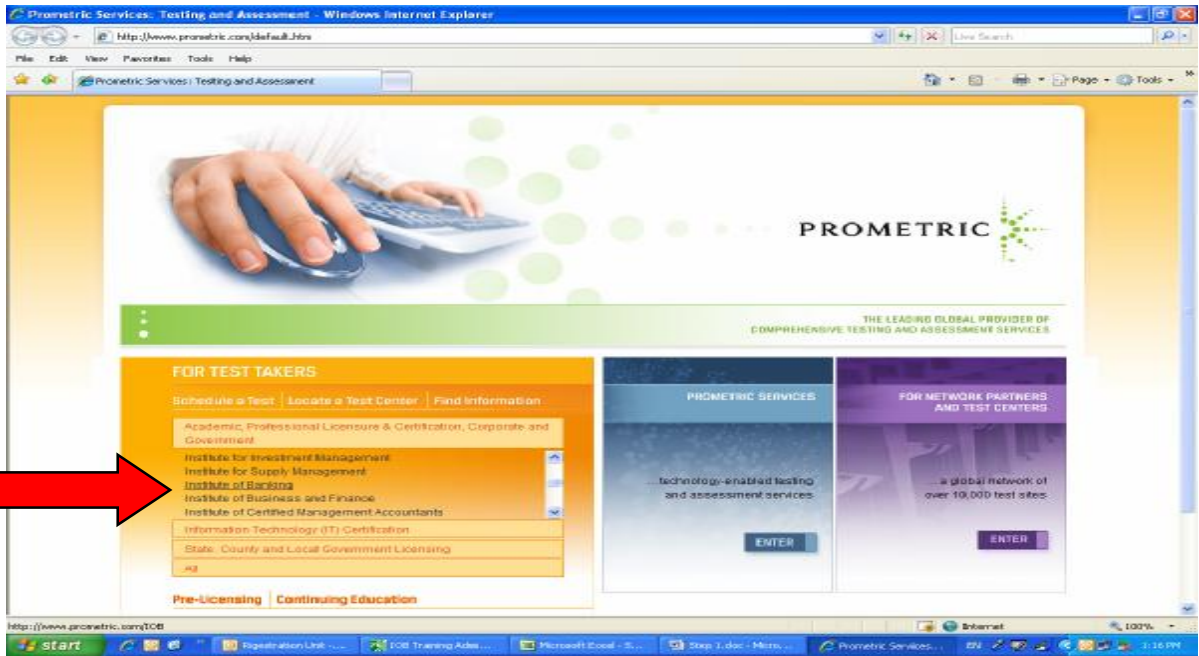 Prometric Services: Testing and Assessment - Windows Internet Explorer
http://www.prometric.com/default.htm
Live Search
File Edit View Favorites Tools Help
Prometric Services: Testing and Assessment
Page Tools
PROMETRIC
THE LEADING GLOBAL PROVIDER OF
COMPREHENSIVE TESTING AND ASSESSMENT SERVICES
FOR TEST TAKERS
Schedule a Test Locate a Test Center Find Information
Academic, Professional Licensure & Certification, Corporate and
Government
Institute for Investment Management
Institute for Supply Management
Institute of Banking
Institute of Business and Finance
Institute of Certified Management Accountants
Information Technology (IT) Certification
State, County and Local Government Licensing
All
Pre-Licensing Continuing Education
PROMETRIC SERVICES
...technology-enabled testing
and assessment services
ENTER
FOR NETWORK PARTNERS
AND TEST CENTERS
... a global network of
over 10,000 test sites
ENTER
http://www.prometric.com/IOB
Internet
100%
start
Registration Unit -...
IOB Training Adm...
Microsoft Excel - S...
Step 1.doc - Micro...
Prometric Services...
EN
3:16 PM